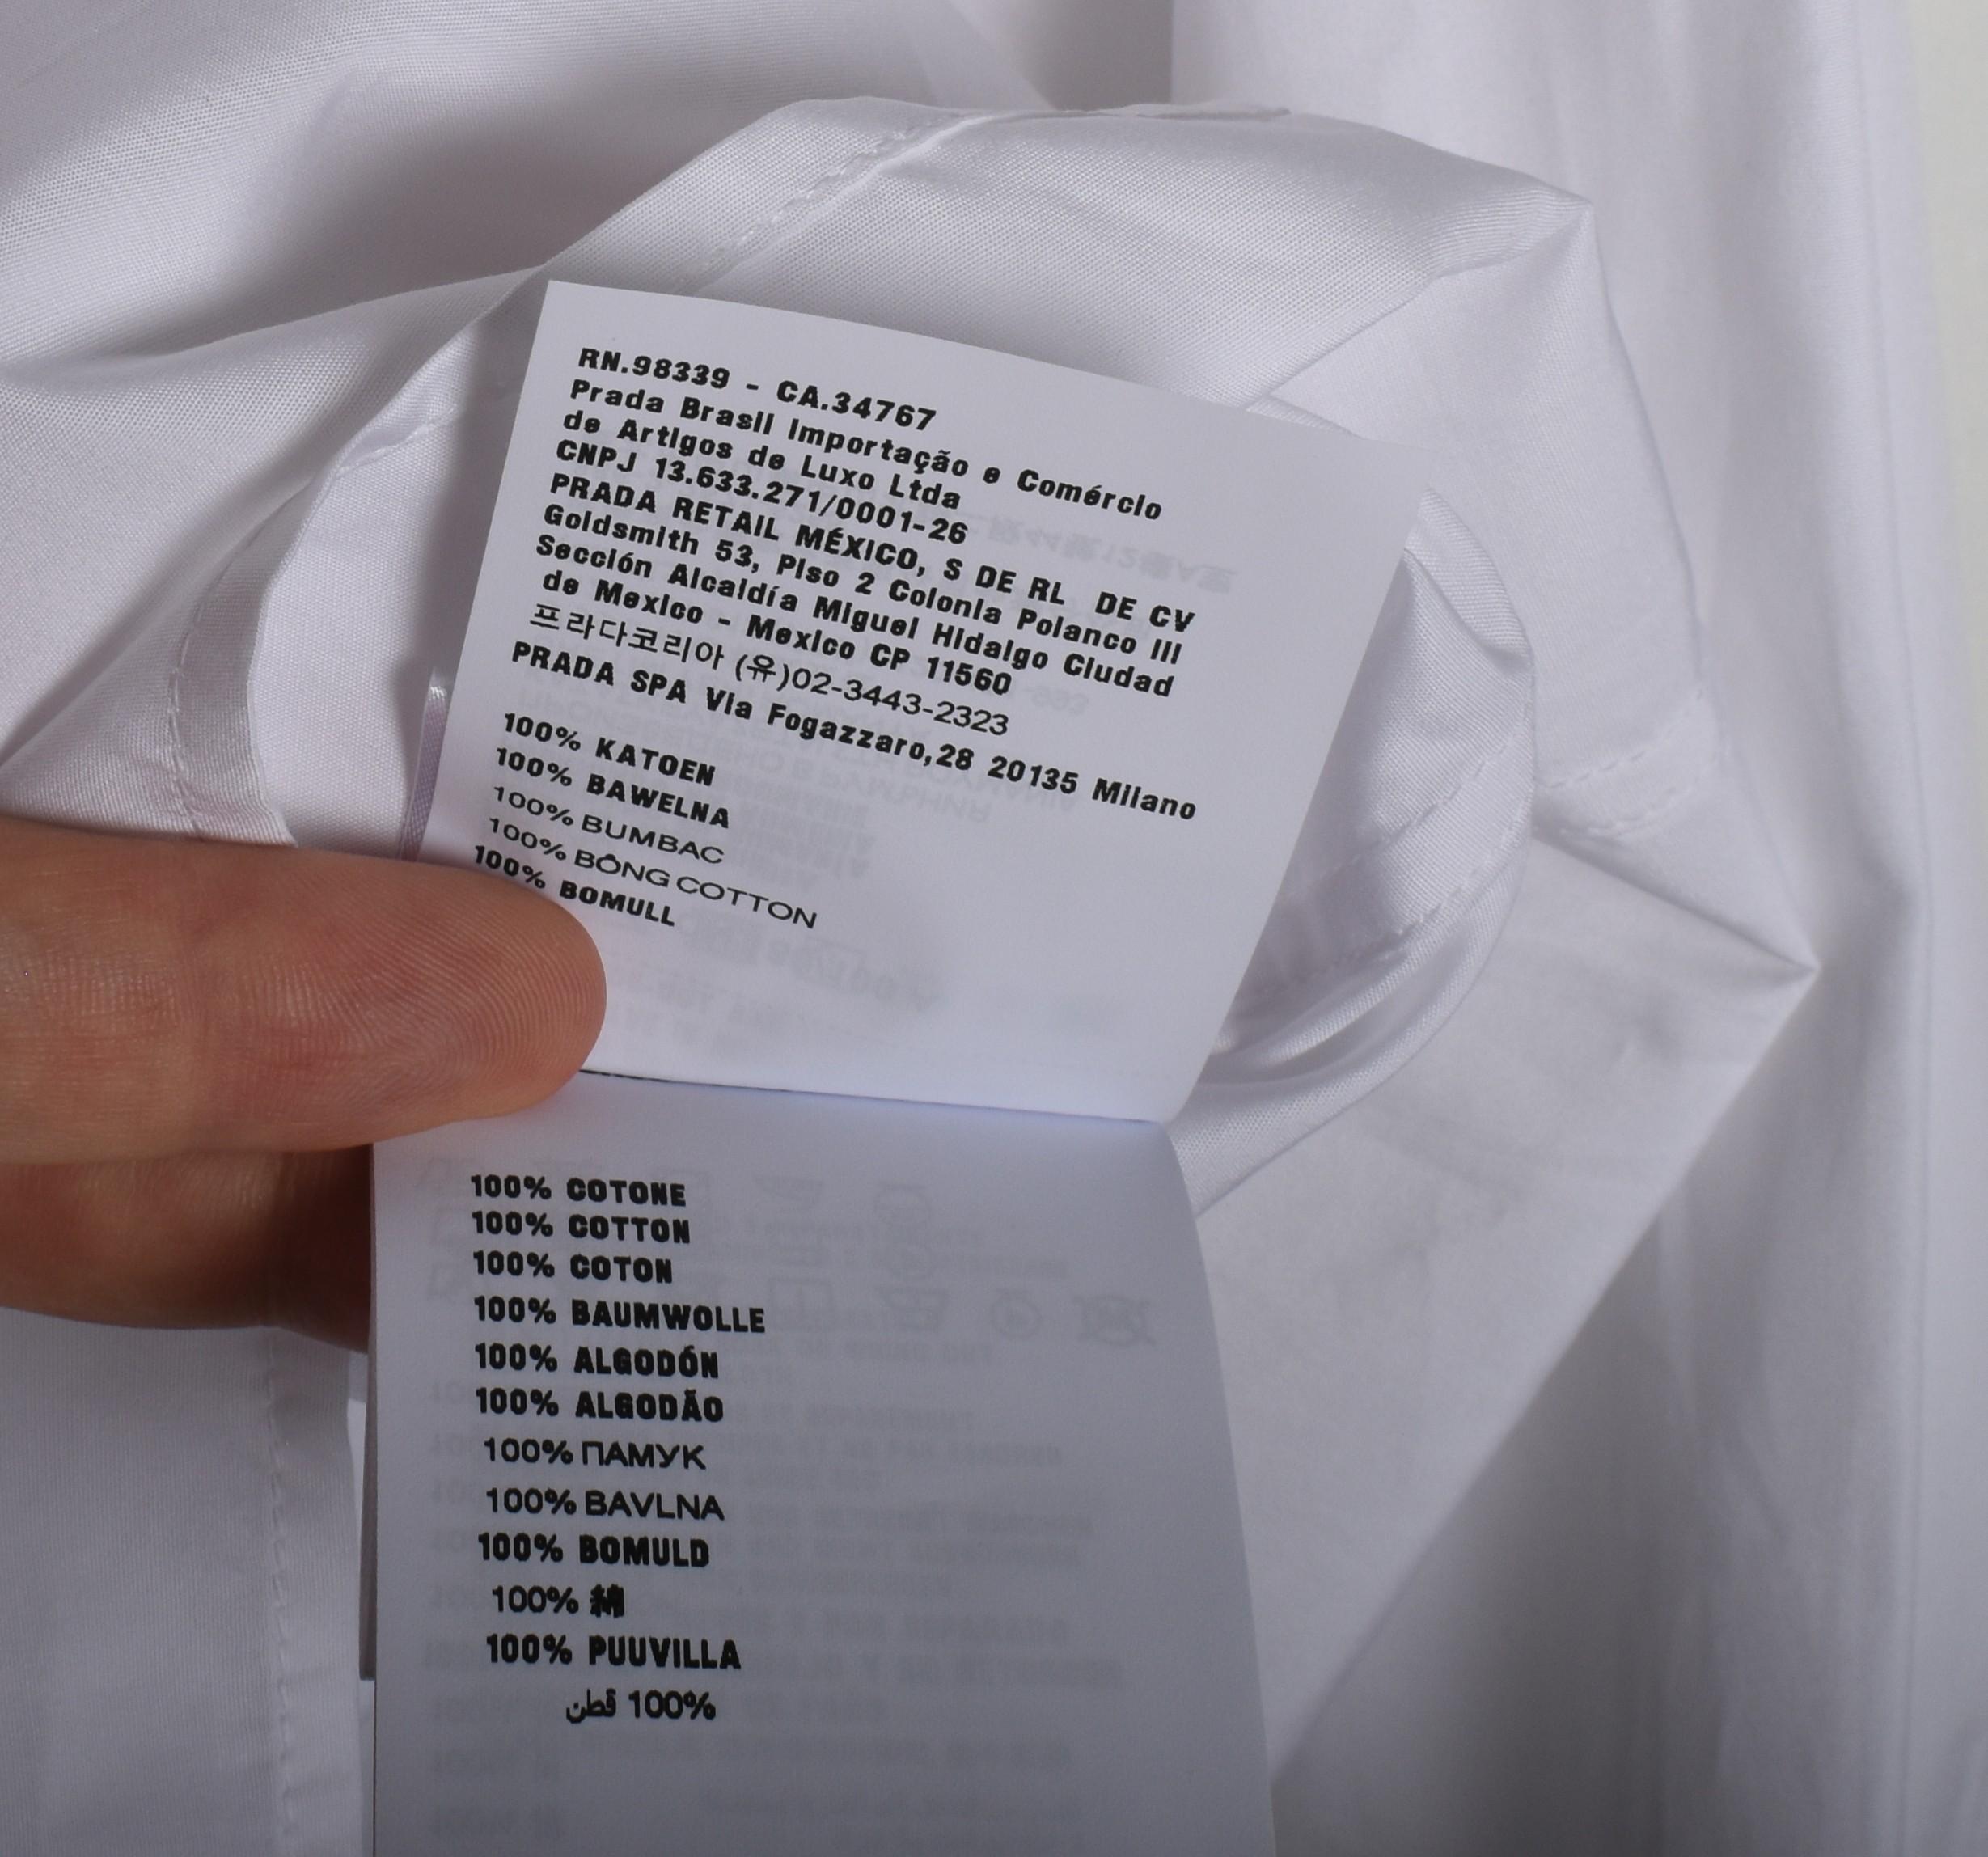 RN.98339 - CA.34767
Prada Brasil Importação e Comércio
de Artigos de Luxo Ltda
CNPJ 13.633.271/0001-26
PRADA RETAIL MÉXICO, S DE RL DE CV
Goldsmith 53, Piso 2 Colonia Polanco III
Sección Alcaldía Miguel Hidalgo Ciudad
de Mexico - Mexico CP 11560
프라다코리아 (유)02-3443-2323
PRADA SPA Via Fogazzaro,28 20135 Milano
100% KATOEN
100% BAWELNA
100% BUMBAC
100% BÔNG COTTON
100% BOMULL
100% COTONE
100% COTTON
100% COTON
100% BAUMWOLLE
100% ALGODÓN
100% ALGODÃO
100% ПАМУК
100% BAVLNA
100% BOMULD
100% 綿
100% PUUVILLA
100% قطن